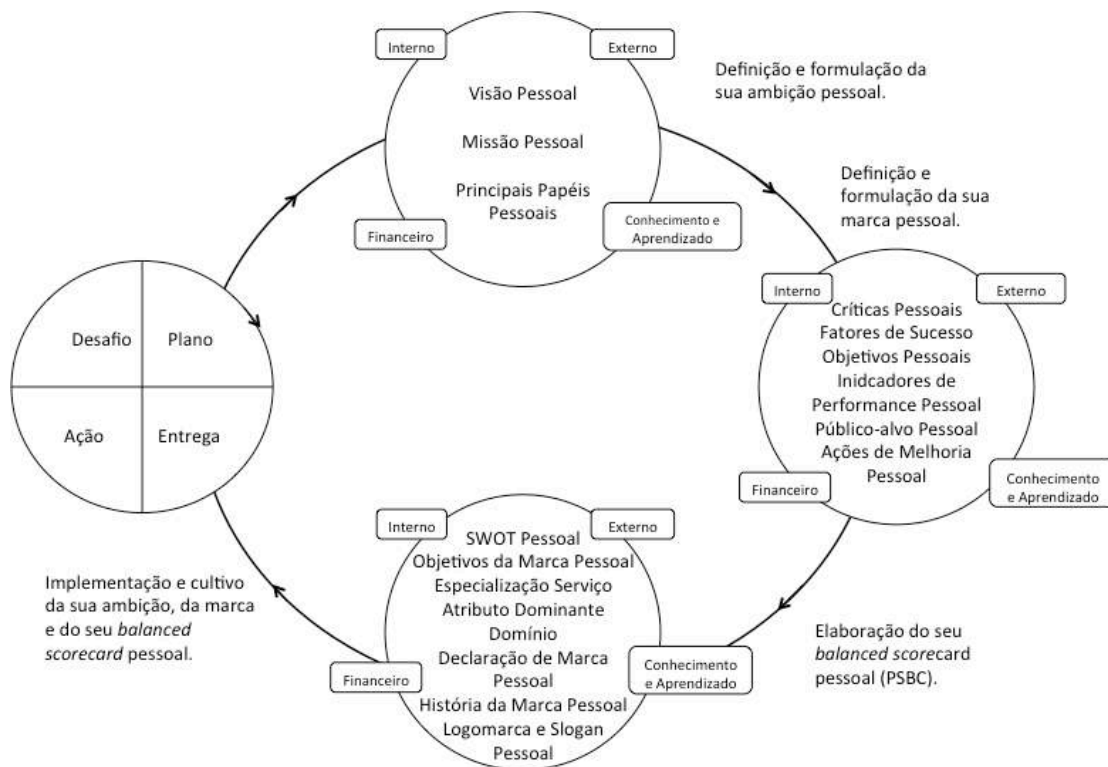 Interno
Externo
Visão Pessoal
Missão Pessoal
Principais Papéis
Pessoais
Financeiro
Conhecimento e
Aprendizado
Definição e formulação da
sua ambição pessoal.
Definição e
formulação da sua
marca pessoal.
Interno
Externo
Críticas Pessoais
Fatores de Sucesso
Objetivos Pessoais
Inidcadores de
Performance Pessoal
Público-alvo Pessoal
Ações de Melhoria
Pessoal
Financeiro
Conhecimento
e Aprendizado
Elaboração do seu
balanced scorecard
pessoal (PSBC).
Interno
Externo
SWOT Pessoal
Objetivos da Marca Pessoal
Especialização Serviço
Atributo Dominante
Domínio
Declaração de Marca
Pessoal
História da Marca Pessoal
Logomarca e Slogan
Pessoal
Financeiro
Conhecimento
e Aprendizado
Implementação e cultivo
da sua ambição, da marca
e do seu balanced
scorecard pessoal.
Desafio
Plano
Ação
Entrega